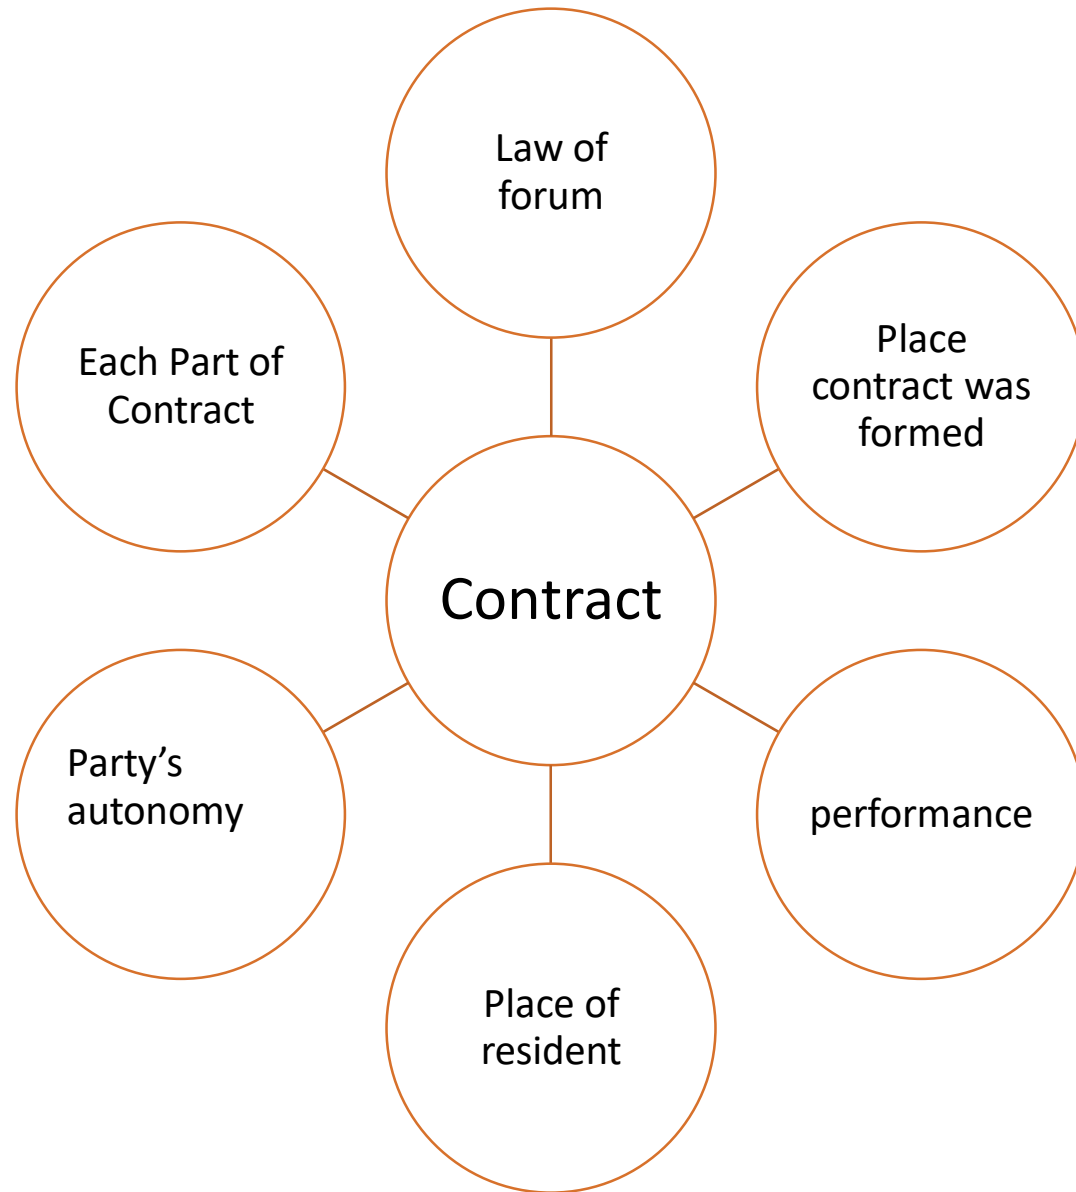 Law of
forum
Place
contract was
formed
Each Part of
Contract
Contract
Party’s
autonomy
performance
Place of
resident